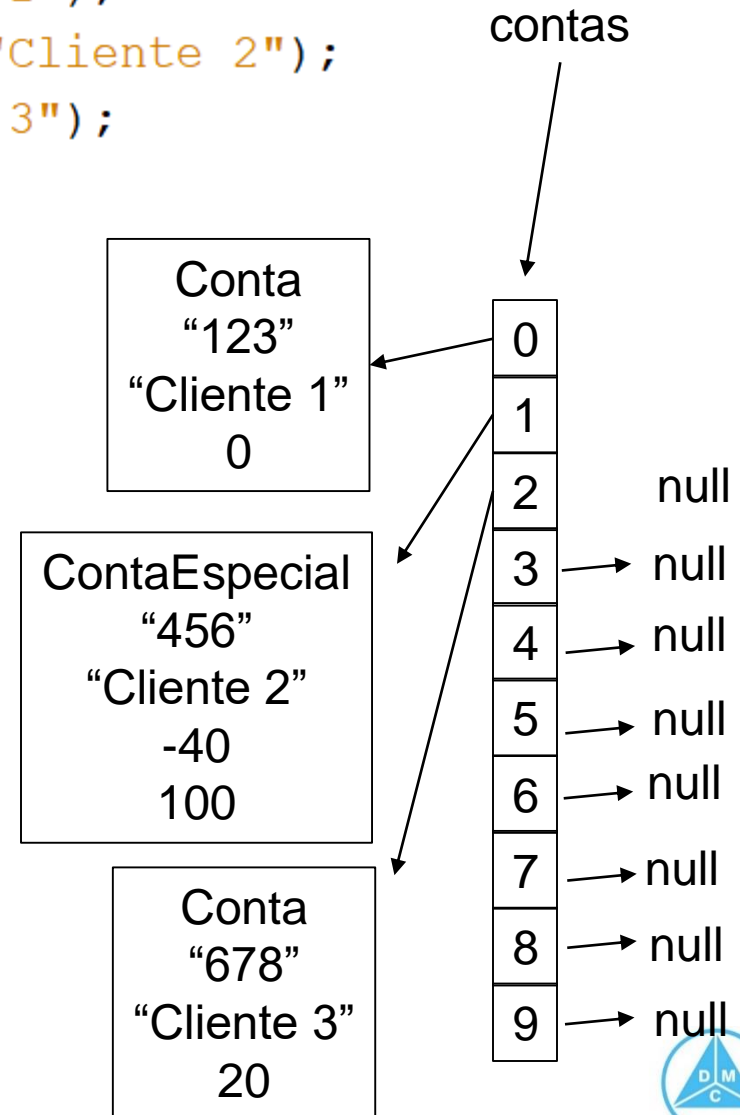 Cliente 2");
3");
contas
Conta
“123”
“Cliente 1”
0
ContaEspecial
“456”
“Cliente 2”
-40
100
Conta
“678”
“Cliente 3”
20
0
1
2 null
3 null
4 null
5 null
6 null
7 null
8 null
9 null
D M
C